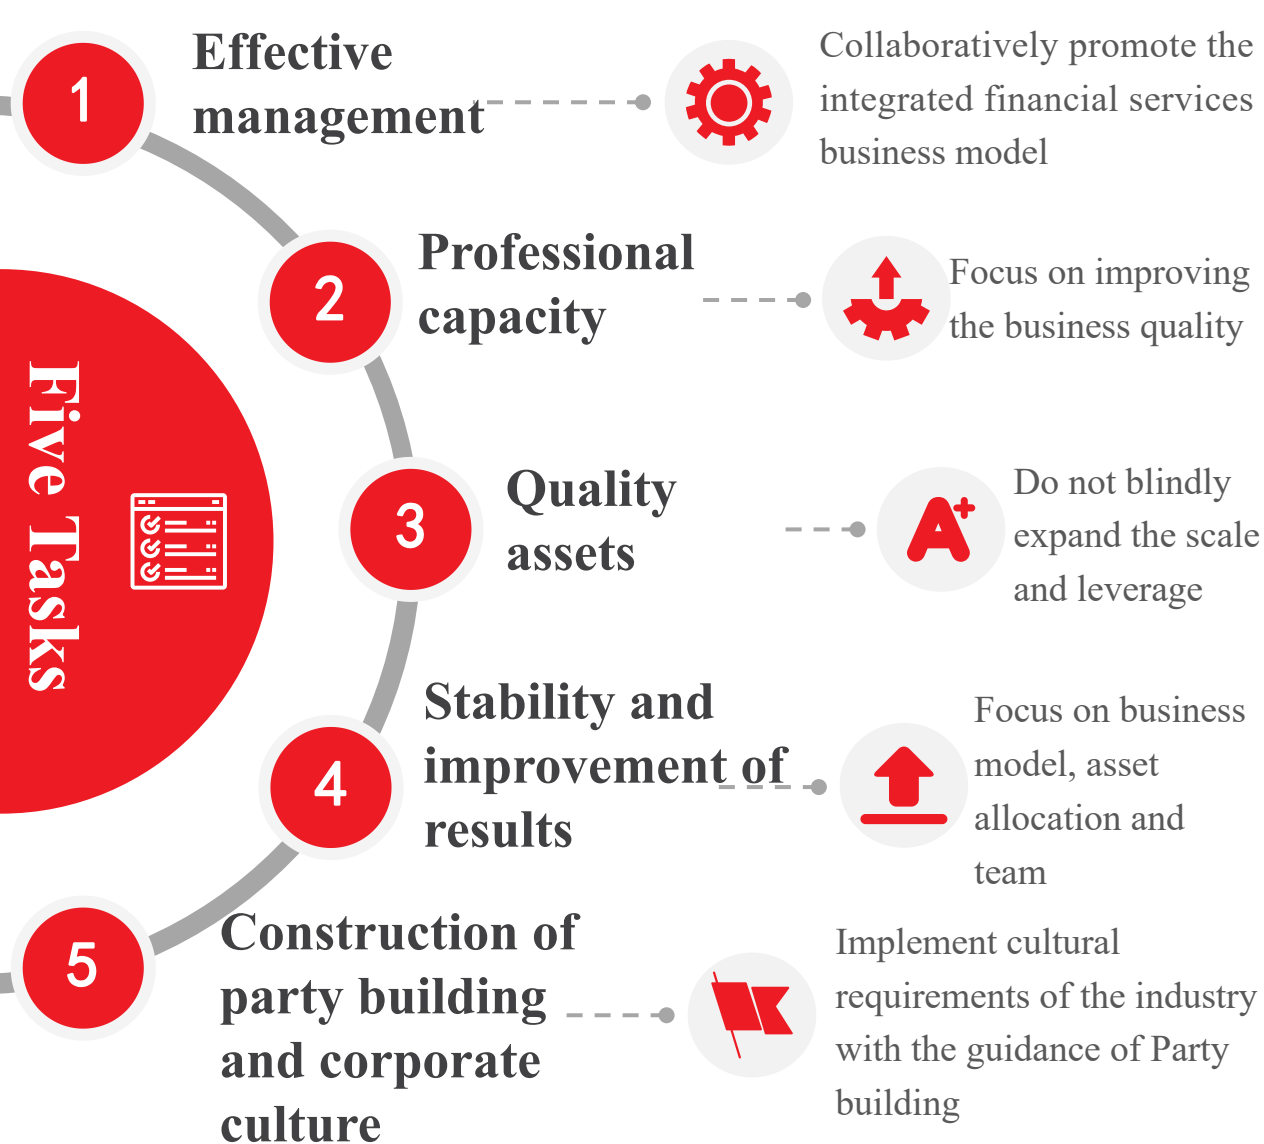 Five Tasks
1
Effective
management
Collaboratively promote the
integrated financial services
business model
2
Professional
capacity
Focus on improving
the business quality
3
Quality
assets
A+
Do not blindly
expand the scale
and leverage
4
Stability and
improvement of
results
Focus on business
model, asset
allocation and
team
5
Construction of
party building
and corporate
culture
Implement cultural
requirements of the industry
with the guidance of Party
building